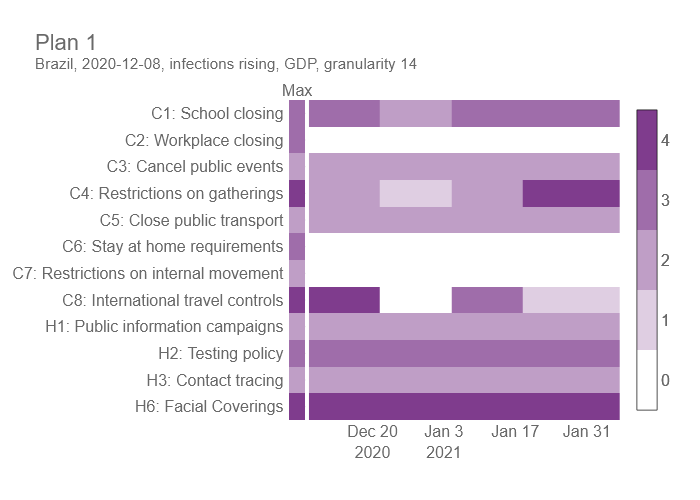 Plan 1
Brazil, 2020-12-08, infections rising, GDP, granularity 14
Max
C1: School closing
C2: Workplace closing
C3: Cancel public events
C4: Restrictions on gatherings
C5: Close public transport
C6: Stay at home requirements
C7: Restrictions on internal movement
C8: International travel controls
H1: Public information campaigns
H2: Testing policy
H3: Contact tracing
H6: Facial Coverings
Dec 20 Jan 3 Jan 17 Jan 31
2020 2021
4
3
2
1
0